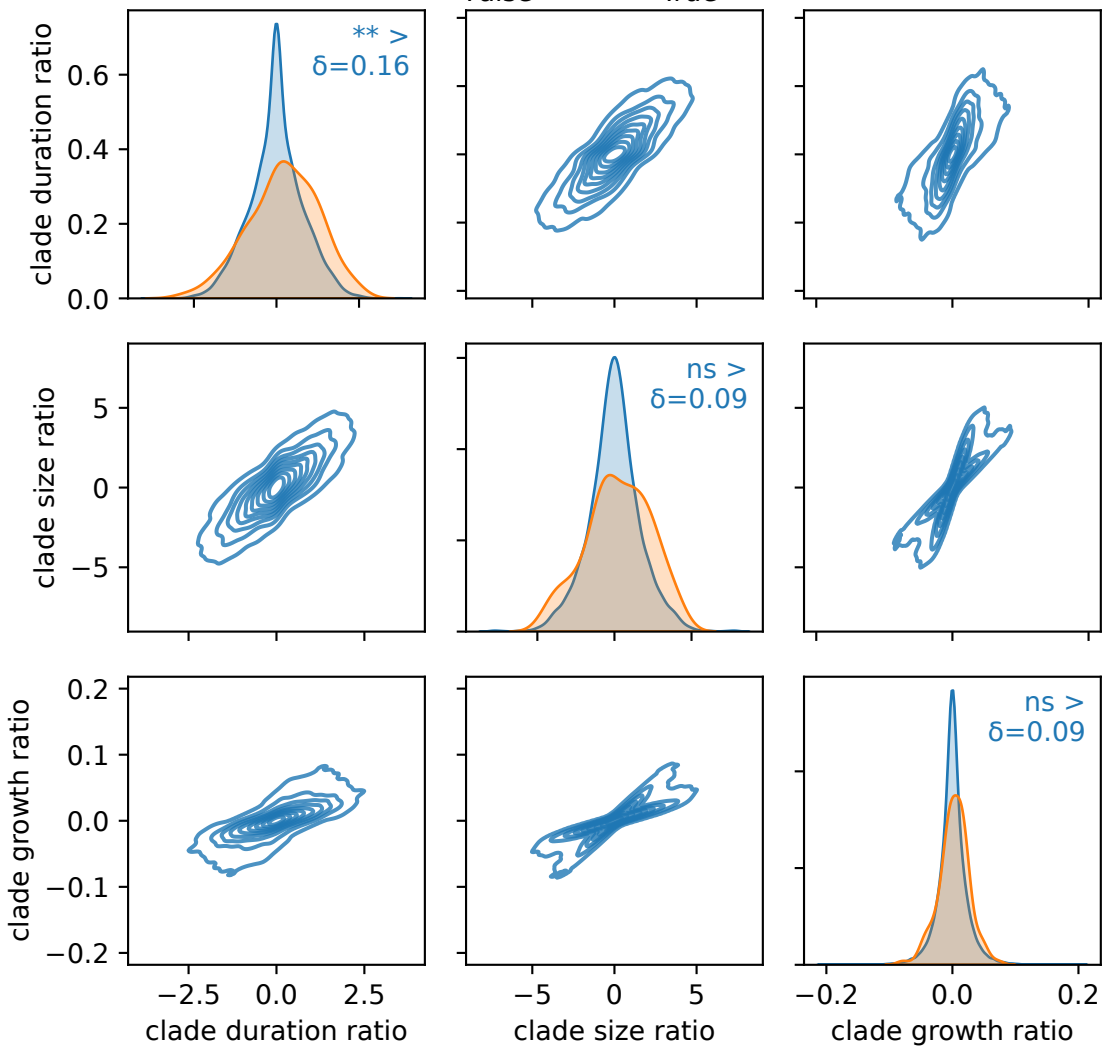 clade duration ratio
0.6
0.4
0.2
0.0
** >
δ=0.16
clade size ratio
5
0
−5
ns >
δ=0.09
clade growth ratio
0.2
0.1
0.0
−0.1
−0.2
ns >
δ=0.09
−2.5 0.0 2.5
clade duration ratio
−5 0 5
clade size ratio
−0.2 0.0 0.2
clade growth ratio